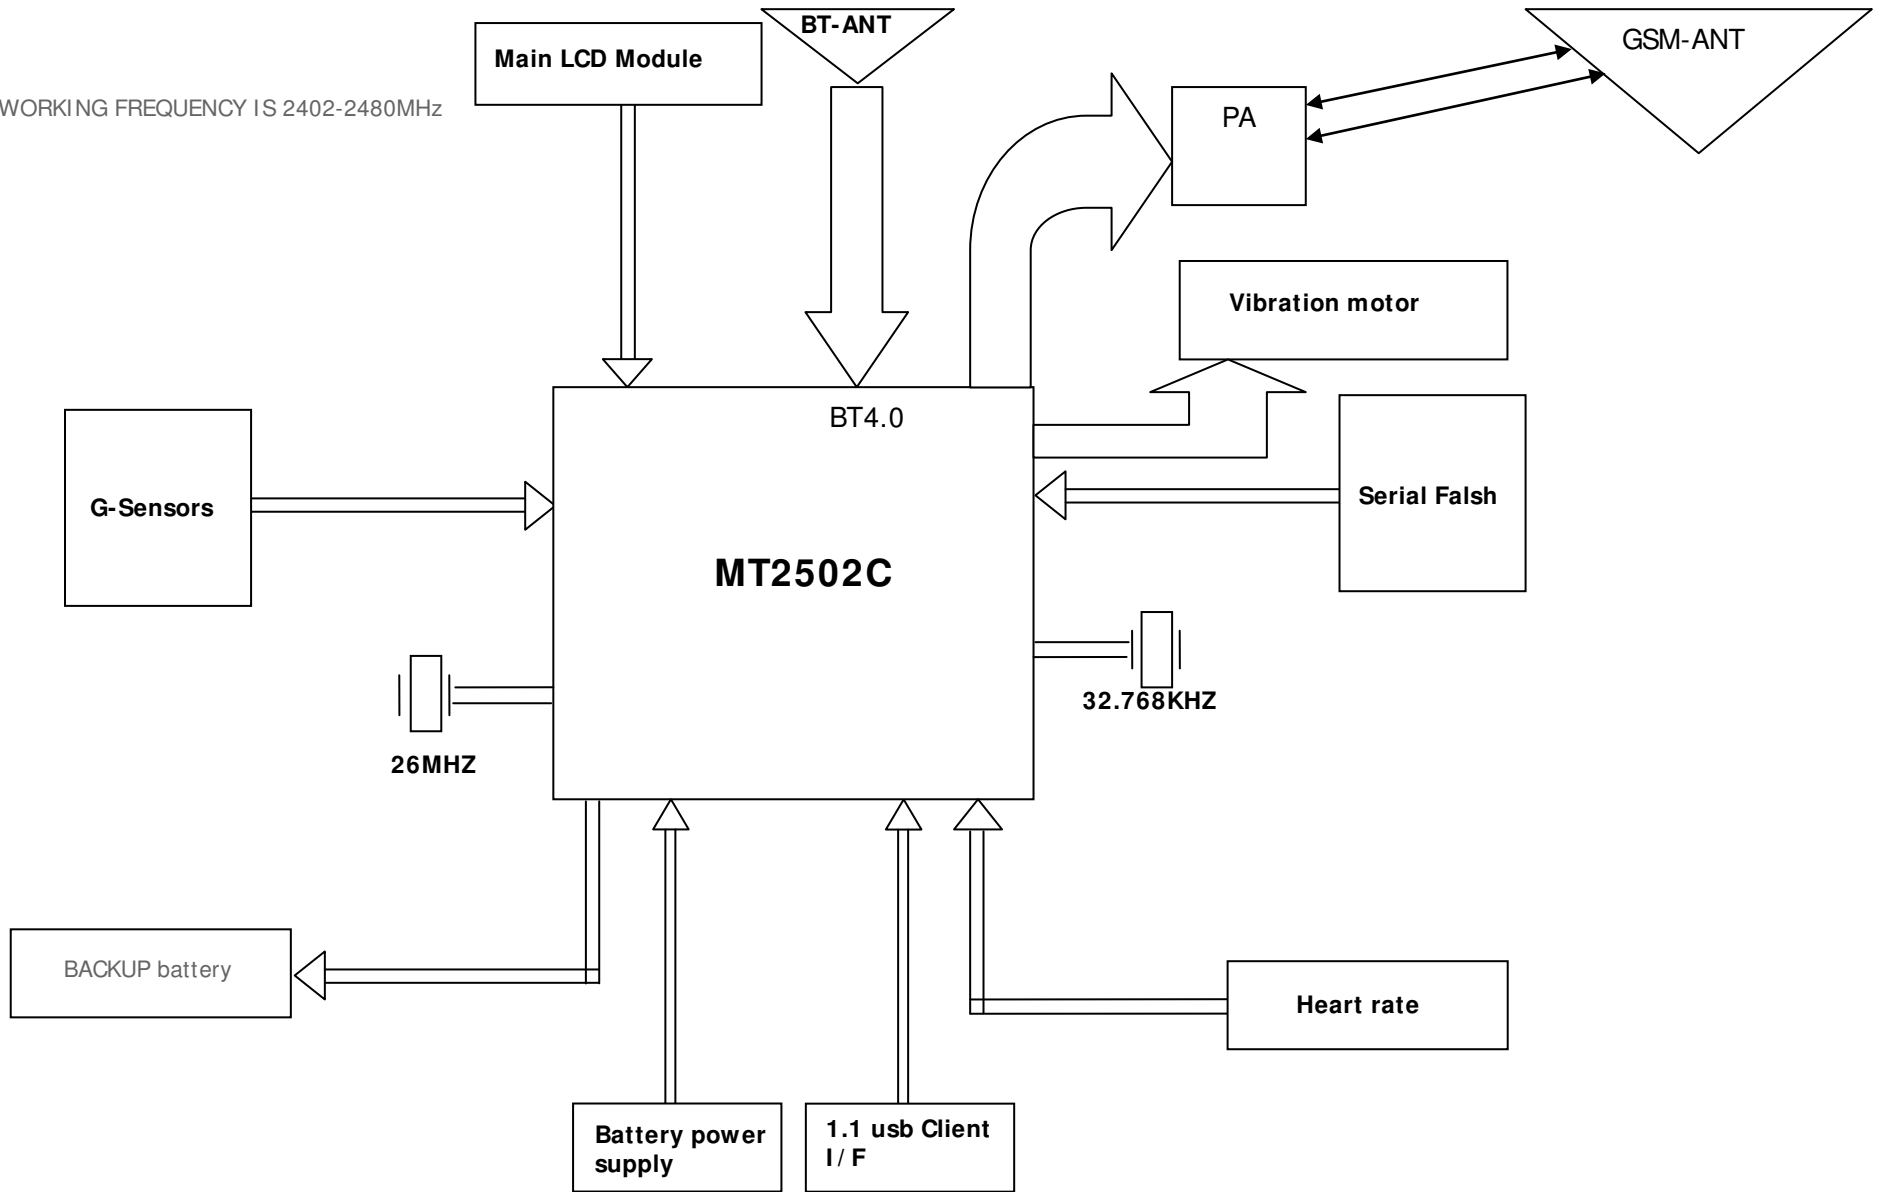 BT-ANT
GSM-ANT
Main LCD Module
WORKING FREQUENCY IS 2402-2480MHz
PA
Vibration motor
BT4.0
G-Sensors
Serial Falsh
MT2502C
32.768KHZ
26MHZ
BACKUP battery
Heart rate
Battery power
supply
1.1 usb Client
I/F